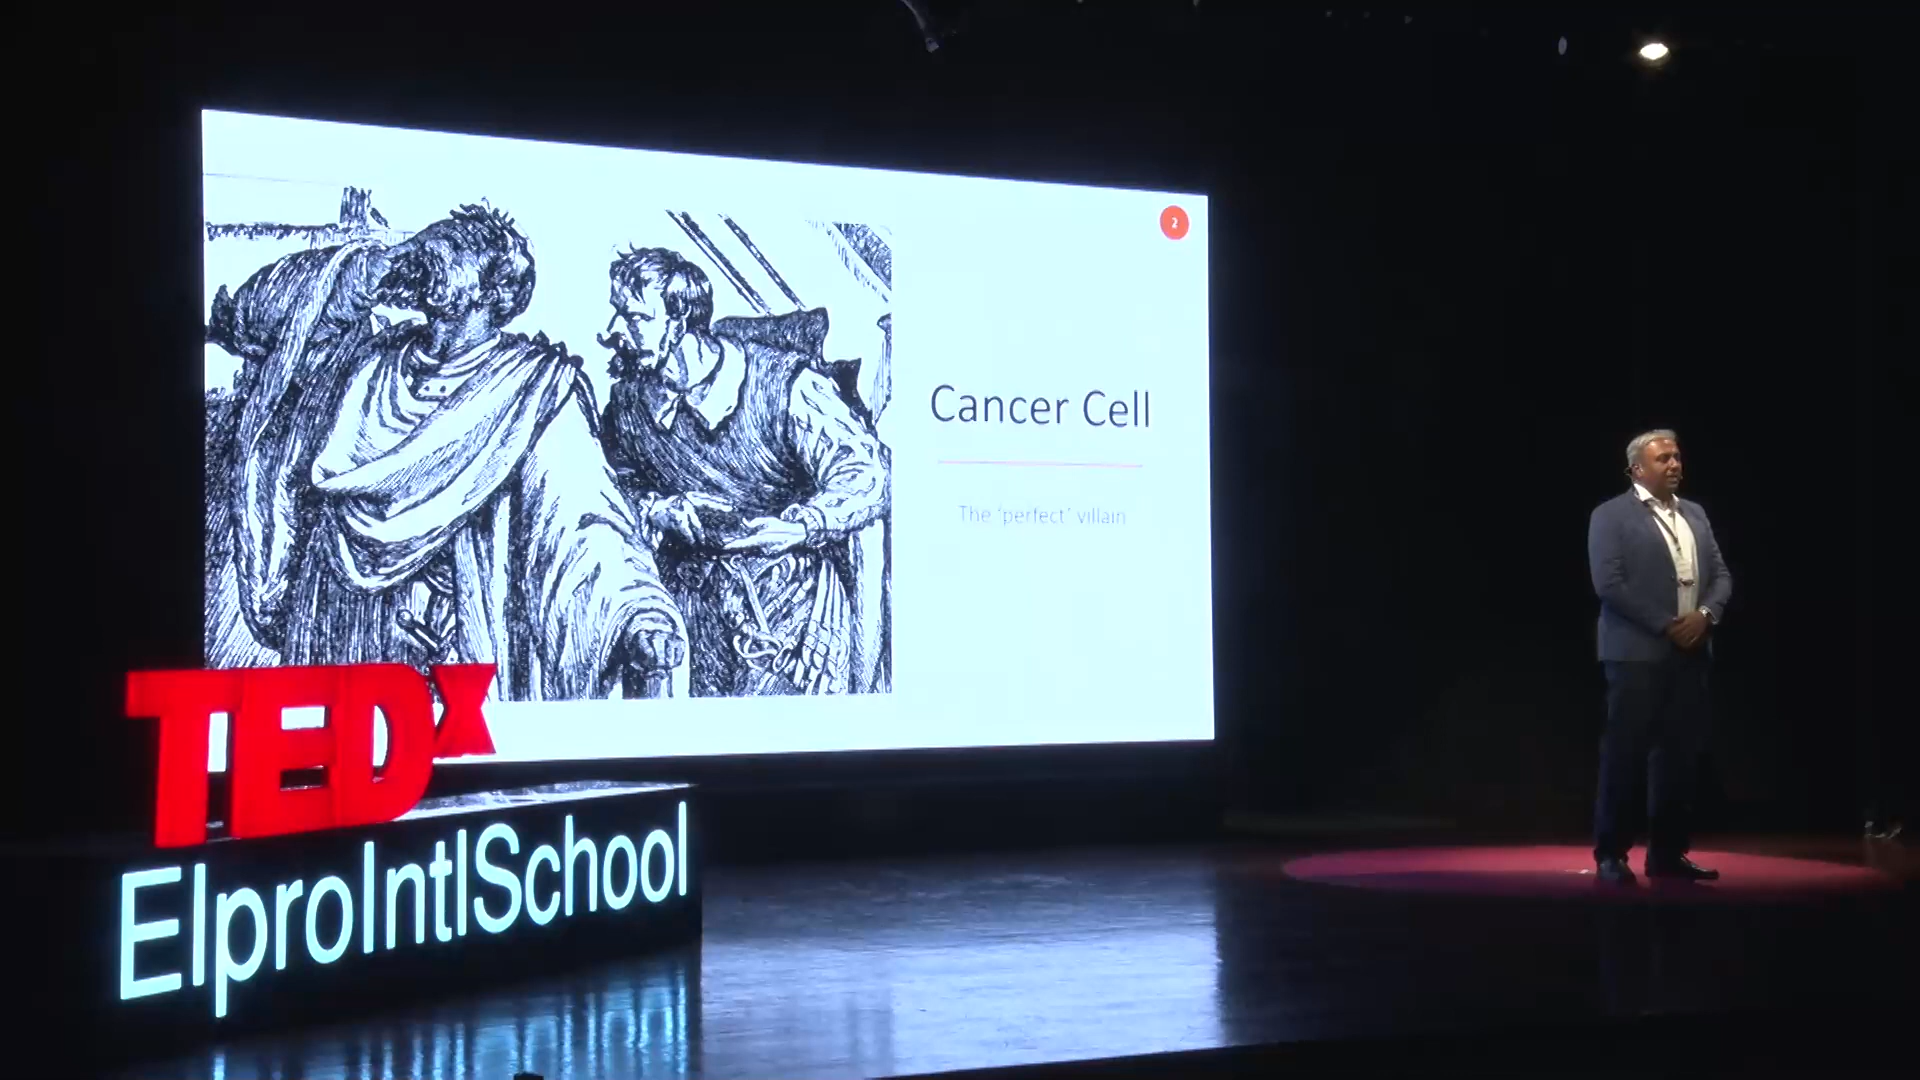 2
Cancer Cell
The ‘perfect’ villain
TEDx
ElproIntlSchool